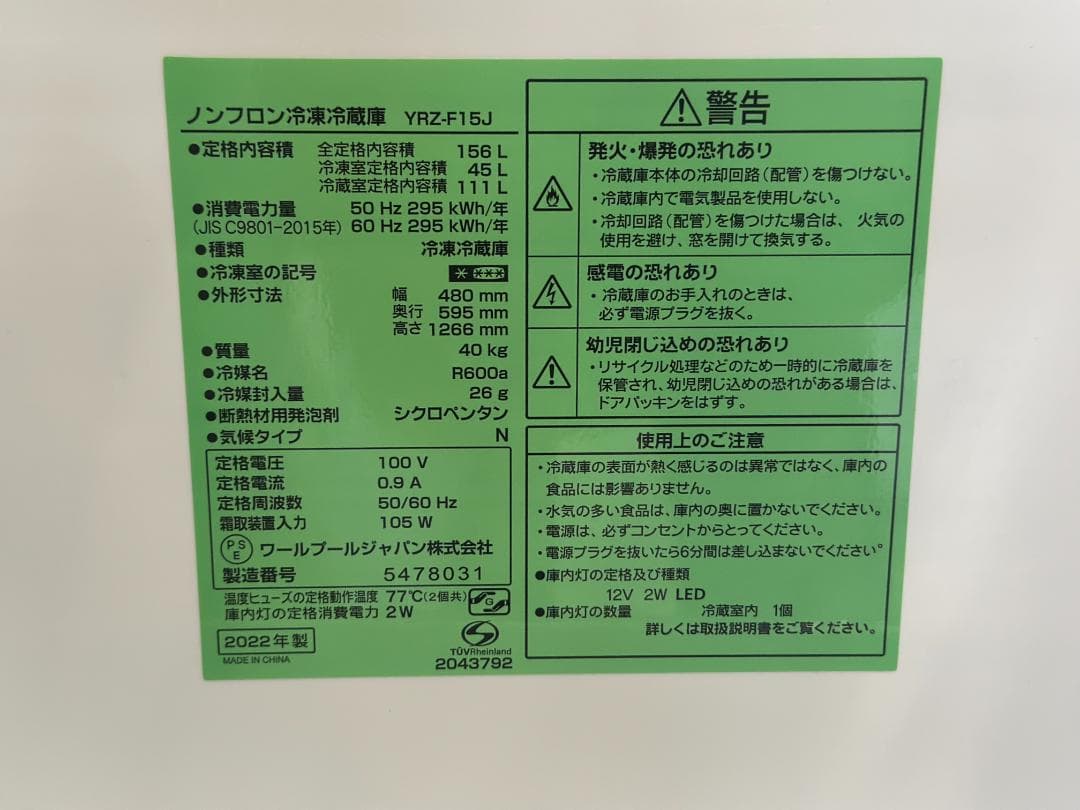 ノンフロン冷凍冷蔵庫 YRZ-F15J
●定格内容積 全定格内容積 156 L
冷凍室定格内容積 45 L
冷蔵室定格内容積 111 L
●消費電力量 50 Hz 295 kWh/年
(JIS C9801-2015年) 60 Hz 295 kWh/年
●種類 冷凍冷蔵庫
●冷凍室の記号 * ***
●外形寸法 幅 480 mm
奥行 595 mm
高さ 1266 mm
●質量 40 kg
●冷媒名 R600a
●冷媒封入量 26 g
●断熱材用発泡剤 シクロペンタン
●気候タイプ N
定格電圧 100 V
定格電流 0.9 A
定格周波数 50/60 Hz
霜取装置入力 105 W
PSE ワールプールジャパン株式会社
製造番号 5478031
温度ヒューズの定格動作温度 77℃(2個共)
庫内灯の定格消費電力 2W
G
2022年製
MADE IN CHINA
TÜVRheinland
2043792
警告
発火・爆発の恐れあり
・冷蔵庫本体の冷却回路(配管)を傷つけない。
・冷蔵庫内で電気製品を使用しない。
・冷却回路(配管)を傷つけた場合は、火気の
使用を避け、窓を開けて換気する。
感電の恐れあり
・冷蔵庫のお手入れのときは、
必ず電源プラグを抜く。
幼児閉じ込めの恐れあり
・リサイクル処理などのため一時的に冷蔵庫を
保管され、幼児閉じ込めの恐れがある場合は、
ドアパッキンをはずす。
使用上のご注意
・冷蔵庫の表面が熱く感じるのは異常ではなく、庫内の
食品には影響ありません。
・水気の多い食品は、庫内の奥に置かないでください。
・電源は、必ずコンセントからとってください。
・電源プラグを抜いたら6分間は差し込まないでください。
●庫内灯の定格及び種類
12V 2W LED
●庫内灯の数量 冷蔵室内 1個
詳しくは取扱説明書をご覧ください。